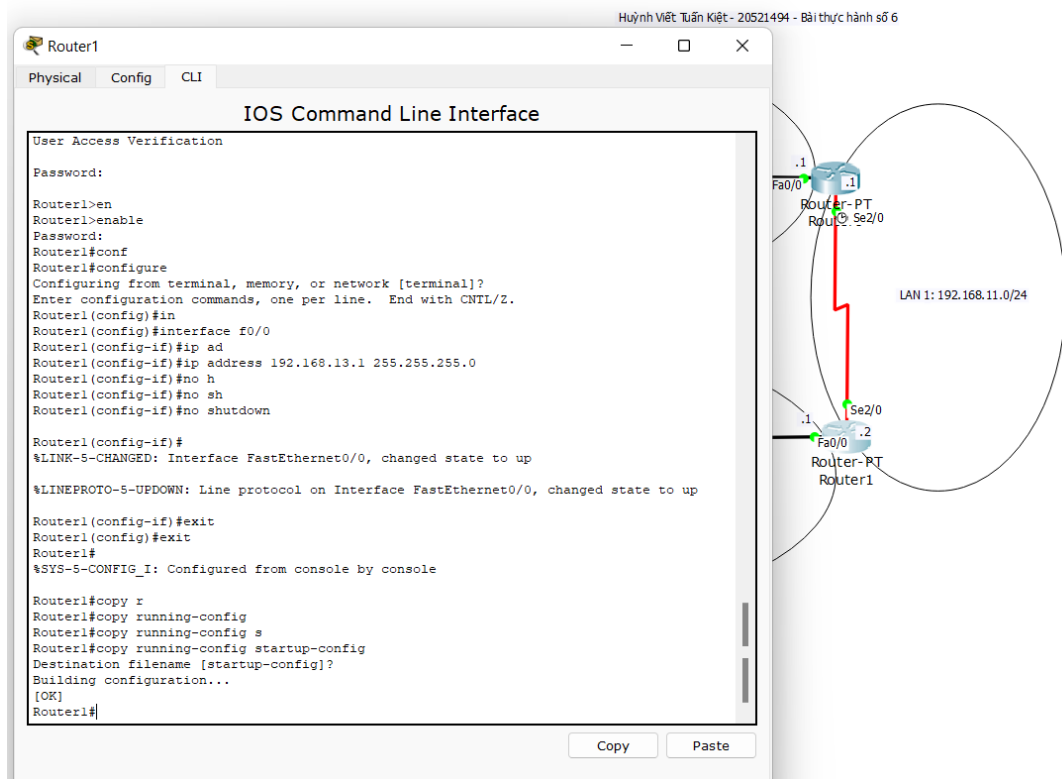 Huỳnh Viết Tuấn Kiệt - 20521494 - Bài thực hành số 6
Router1
Physical Config CLI
IOS Command Line Interface
User Access Verification
Password:
Router1>en
Router1>enable
Password:
Router1#conf
Router1#configure
Configuring from terminal, memory, or network [terminal]?
Enter configuration commands, one per line. End with CNTL/Z.
Router1(config)#in
Router1(config)#interface f0/0
Router1(config-if)#ip ad
Router1(config-if)#ip address 192.168.13.1 255.255.255.0
Router1(config-if)#no h
Router1(config-if)#no sh
Router1(config-if)#no shutdown
Router1(config-if)#
%LINK-5-CHANGED: Interface FastEthernet0/0, changed state to up
%LINEPROTO-5-UPDOWN: Line protocol on Interface FastEthernet0/0, changed state to up
Router1(config-if)#exit
Router1(config)#exit
Router1#
%SYS-5-CONFIG_I: Configured from console by console
Router1#copy r
Router1#copy running-config
Router1#copy running-config s
Router1#copy running-config startup-config
Destination filename [startup-config]?
Building configuration...
[OK]
Router1#
Copy Paste
.1
Fa0/0
.1
Router-PT
Se2/0
LAN 1: 192.168.11.0/24
Se2/0
.1
.2
Fa0/0
Router-PT
Router1